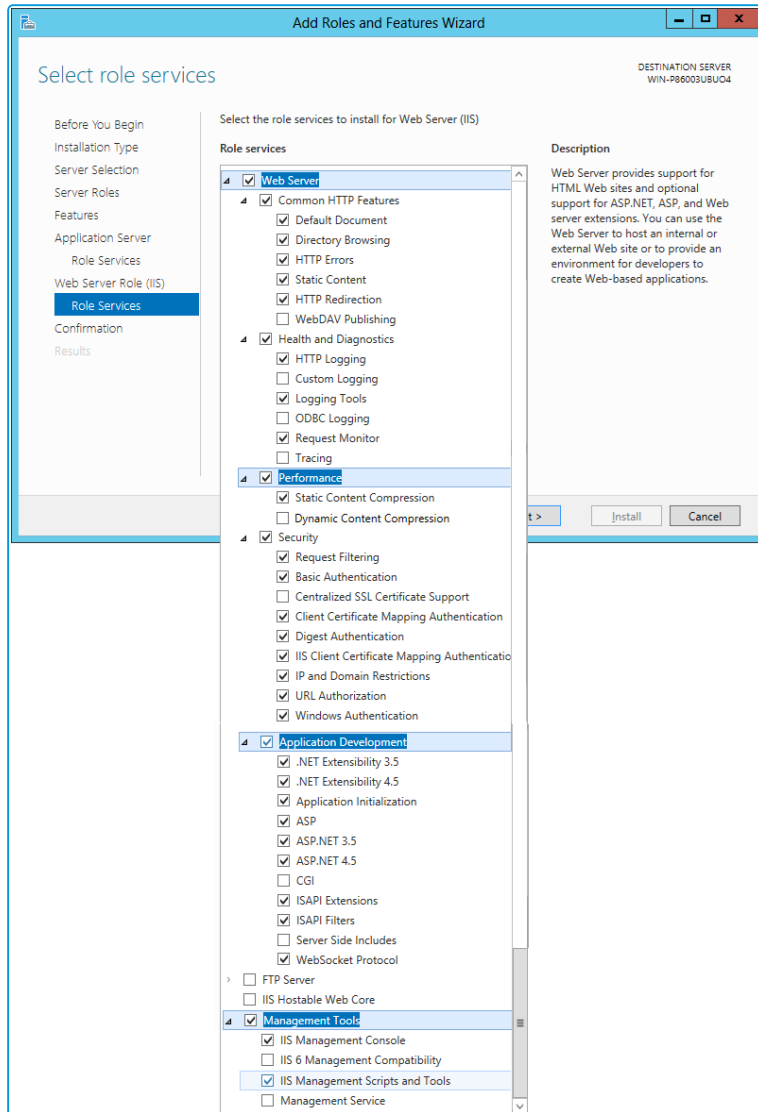 Add Roles and Features Wizard
Select role services
DESTINATION SERVER
WIN-P86003UBUO4
Before You Begin
Installation Type
Server Selection
Server Roles
Features
Application Server
Role Services
Web Server Role (IIS)
Role Services
Confirmation
Results
Select the role services to install for Web Server (IIS)
Role services
Web Server
Common HTTP Features
Default Document
Directory Browsing
HTTP Errors
Static Content
HTTP Redirection
WebDAV Publishing
Health and Diagnostics
HTTP Logging
Custom Logging
Logging Tools
ODBC Logging
Request Monitor
Tracing
Performance
Static Content Compression
Dynamic Content Compression
Security
Request Filtering
Basic Authentication
Centralized SSL Certificate Support
Client Certificate Mapping Authentication
Digest Authentication
IIS Client Certificate Mapping Authenticatio
IP and Domain Restrictions
URL Authorization
Windows Authentication
Application Development
.NET Extensibility 3.5
.NET Extensibility 4.5
Application Initialization
ASP
ASP.NET 3.5
ASP.NET 4.5
CGI
ISAPI Extensions
ISAPI Filters
Server Side Includes
WebSocket Protocol
FTP Server
IIS Hostable Web Core
Management Tools
IIS Management Console
IIS 6 Management Compatibility
IIS Management Scripts and Tools
Management Service
Description
Web Server provides support for
HTML Web sites and optional
support for ASP.NET, ASP, and Web
server extensions. You can use the
Web Server to host an internal or
external Web site or to provide an
environment for developers to
create Web-based applications.
t >
Install
Cancel